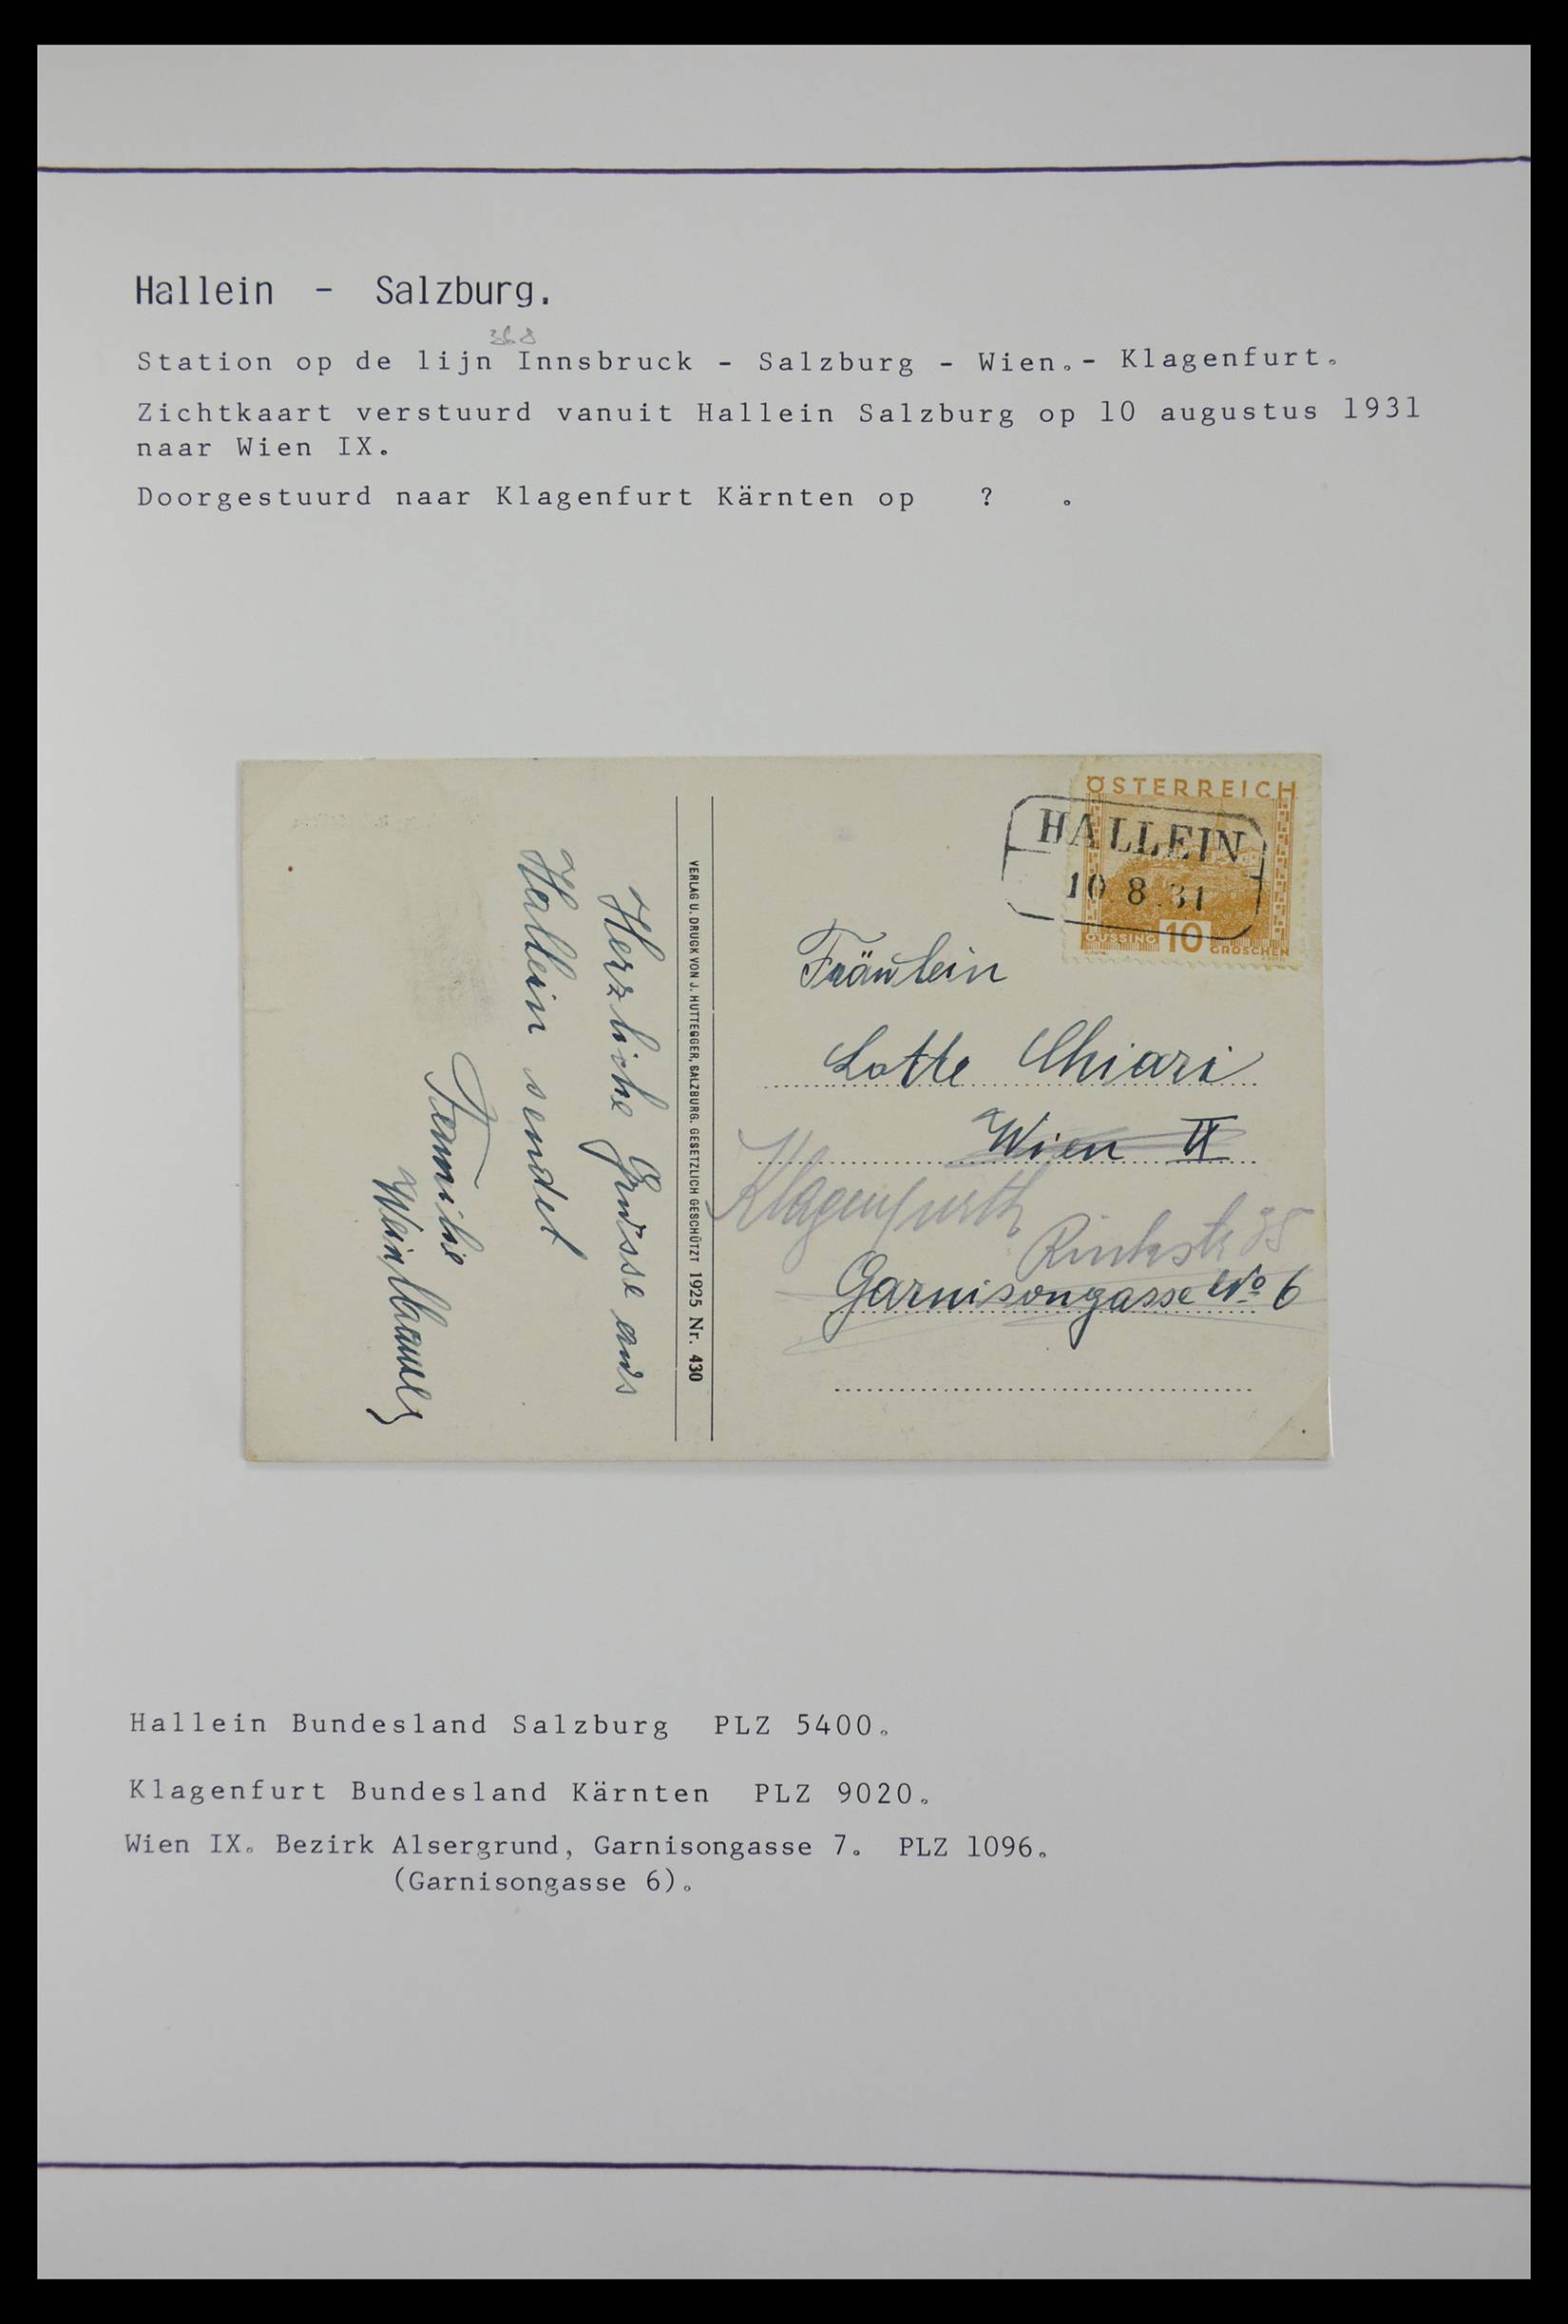 Hallein - Salzburg.
368
Station op de lijn Innsbruck - Salzburg - Wien.- Klagenfurt.
Zichtkaart verstuurd vanuit Hallein Salzburg op 10 augustus 1931
naar Wien IX.
Doorgestuurd naar Klagenfurt Kärnten op ? .
Herzliche Grüsse aus
Hallein sendet
Familie
VERLAG U. DRUCK VON J. HUTTEGGER, SALZBURG. GESETZLICH GESCHÜTZT 1925 Nr. 430
ÖSTERREICH
HALLEIN
10.8.31
GÜSSING 10 GROSCHEN
Fräulein
Lotte Chiari
Wien IX
Klagenfurth
35
Garnisongasse No 6
Hallein Bundesland Salzburg PLZ 5400.
Klagenfurt Bundesland Kärnten PLZ 9020.
Wien IX. Bezirk Alsergrund, Garnisongasse 7. PLZ 1096.
(Garnisongasse 6).